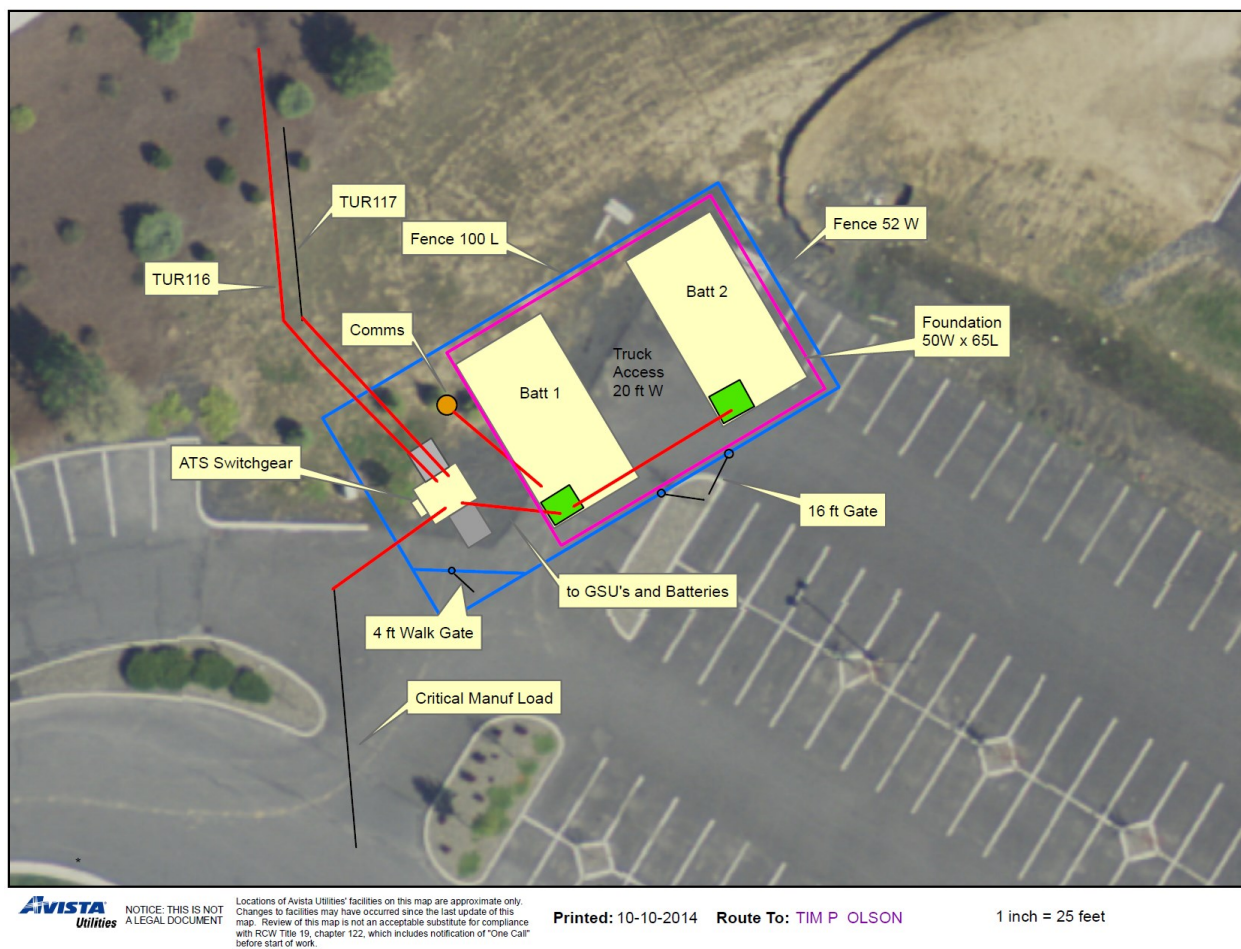 TUR117
Fence 100 L
Fence 52 W
TUR116
Batt 2
Comms
Foundation
50W x 65L
Truck
Access
20 ft W
Batt 1
ATS Switchgear
16 ft Gate
to GSU's and Batteries
4 ft Walk Gate
Critical Manuf Load
*
AVISTA
Utilities
NOTICE: THIS IS NOT
A LEGAL DOCUMENT
Locations of Avista Utilities' facilities on this map are approximate only.
Changes to facilities may have occurred since the last update of this
map. Review of this map is not an acceptable substitute for compliance
with RCW Title 19, chapter 122, which includes notification of "One Call"
before start of work.
Printed: 10-10-2014 Route To: TIM P OLSON
1 inch = 25 feet